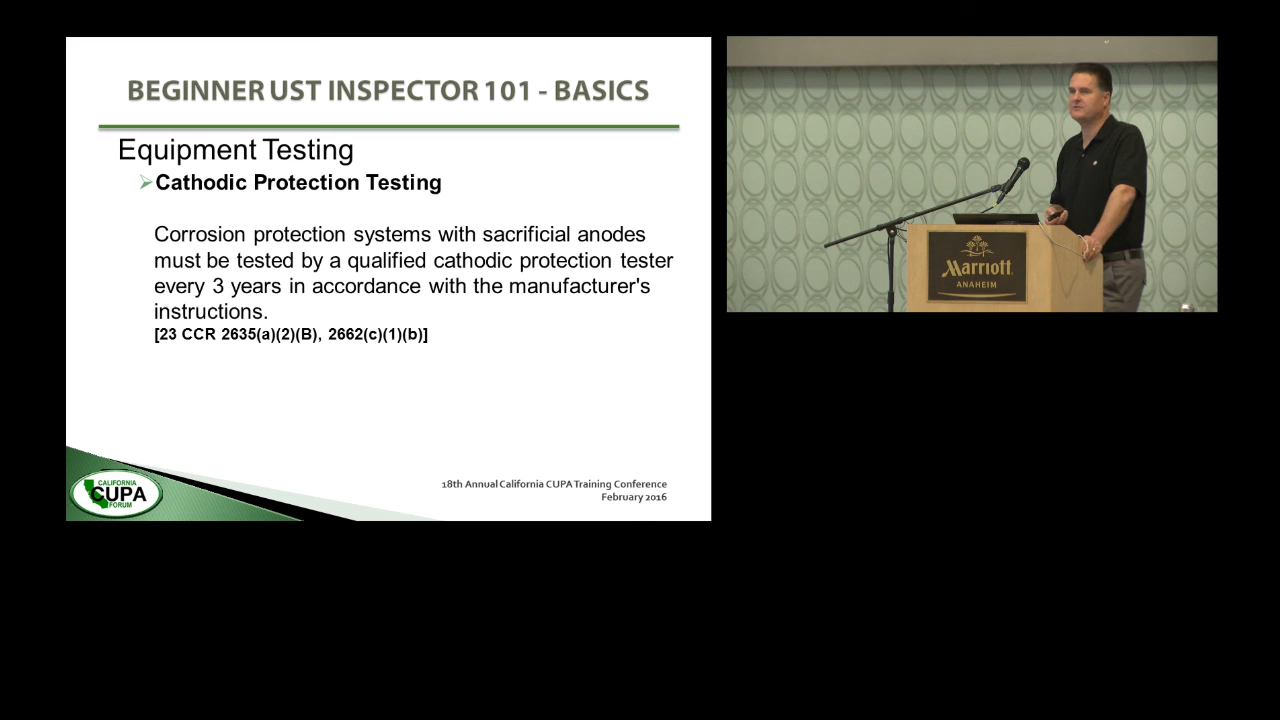 BEGINNER UST INSPECTOR 101 - BASICS
Equipment Testing
Cathodic Protection Testing
Corrosion protection systems with sacrificial anodes
must be tested by a qualified cathodic protection tester
every 3 years in accordance with the manufacturer's
instructions.
[23 CCR 2635(a)(2)(B), 2662(c)(1)(b)]
18th Annual California CUPA Training Conference
February 2016
CALIFORNIA
CUPA
FORUM
Marriott
ANAHEIM